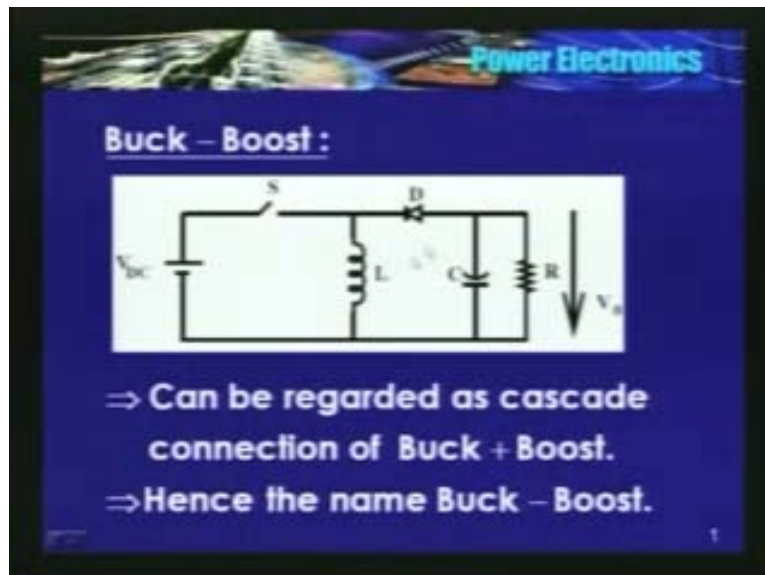 Power Electronics
Buck – Boost :
S
D
V_DC
L
C
R
V_o
⇒ Can be regarded as cascade
connection of Buck + Boost.
⇒ Hence the name Buck – Boost.
1